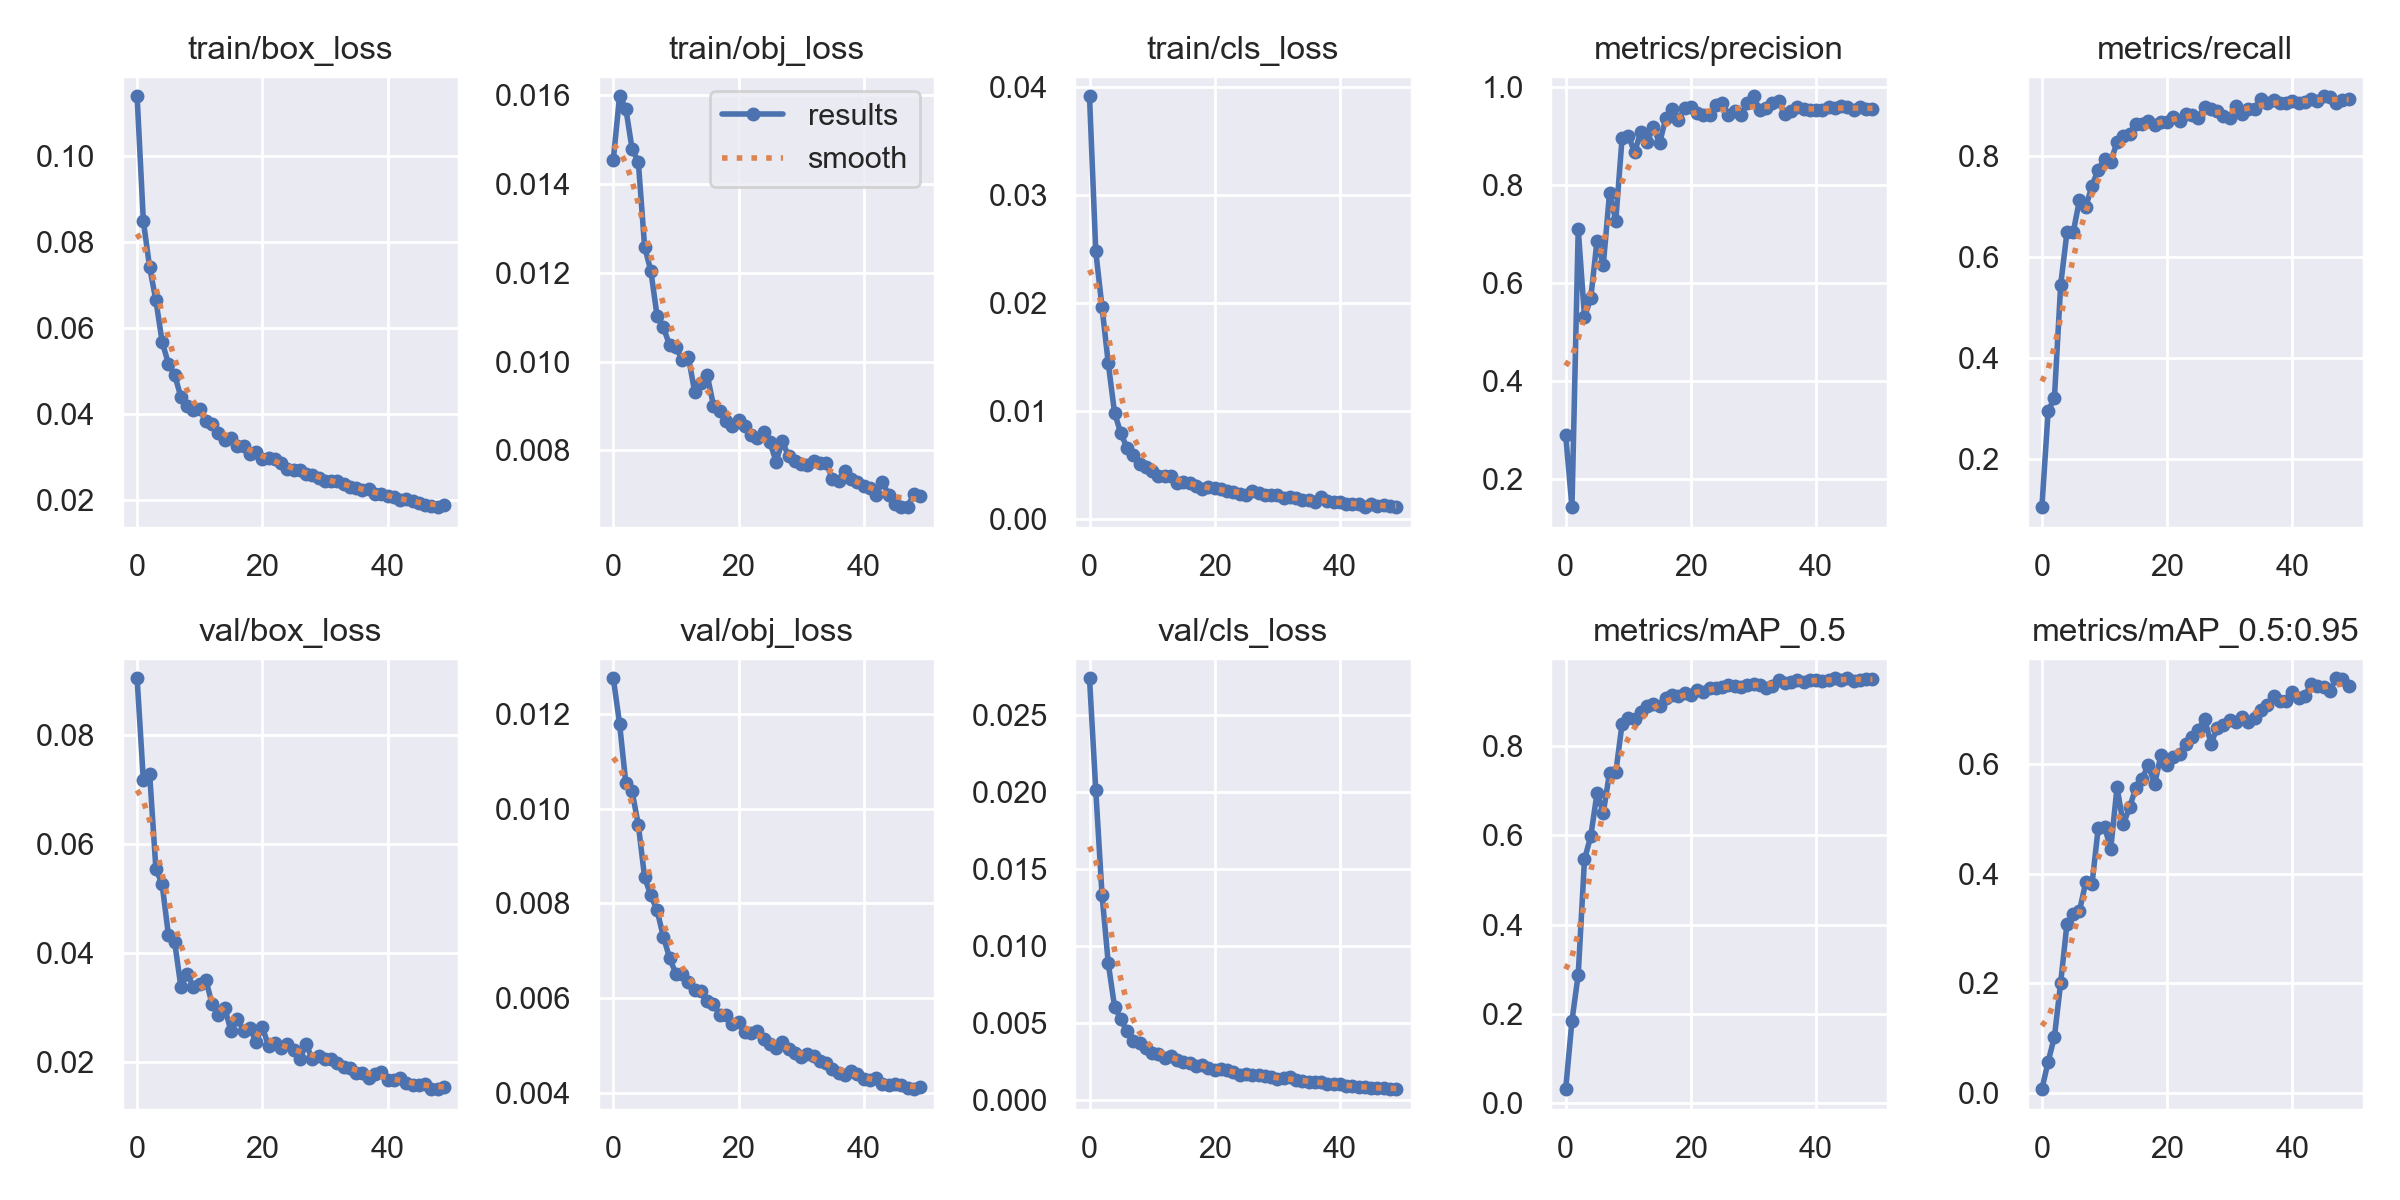 train/box_loss
0.10
0.08
0.06
0.04
0.02
0 20 40
train/obj_loss
results
smooth
0.016
0.014
0.012
0.010
0.008
0 20 40
train/cls_loss
0.04
0.03
0.02
0.01
0.00
0 20 40
metrics/precision
1.0
0.8
0.6
0.4
0.2
0 20 40
metrics/recall
0.8
0.6
0.4
0.2
0 20 40
val/box_loss
0.08
0.06
0.04
0.02
0 20 40
val/obj_loss
0.012
0.010
0.008
0.006
0.004
0 20 40
val/cls_loss
0.025
0.020
0.015
0.010
0.005
0.000
0 20 40
metrics/mAP_0.5
0.8
0.6
0.4
0.2
0.0
0 20 40
metrics/mAP_0.5:0.95
0.6
0.4
0.2
0.0
0 20 40